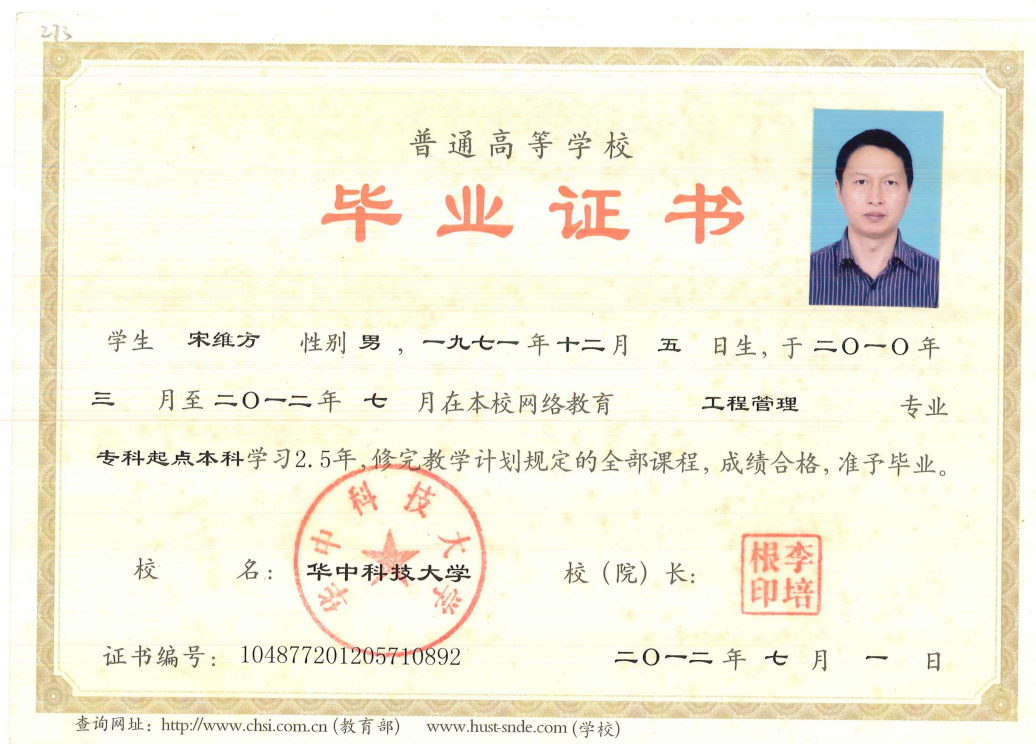 273
普通高等学校
毕业证书
学生 宋维方 性别 男 ,一九七一年十二月 五 日生,于二〇一〇年
三 月至二〇一二年 七 月在本校网络教育 工程管理 专业
专科起点本科学习2.5年,修完教学计划规定的全部课程,成绩合格,准予毕业。
华中科技大学
校 名: 华中科技大学 校(院)长:
李培根印
证书编号: 104877201205710892 二〇一二年 七 月 一 日
查询网址:http://www.chsi.com.cn (教育部) www.hust-snde.com (学校)